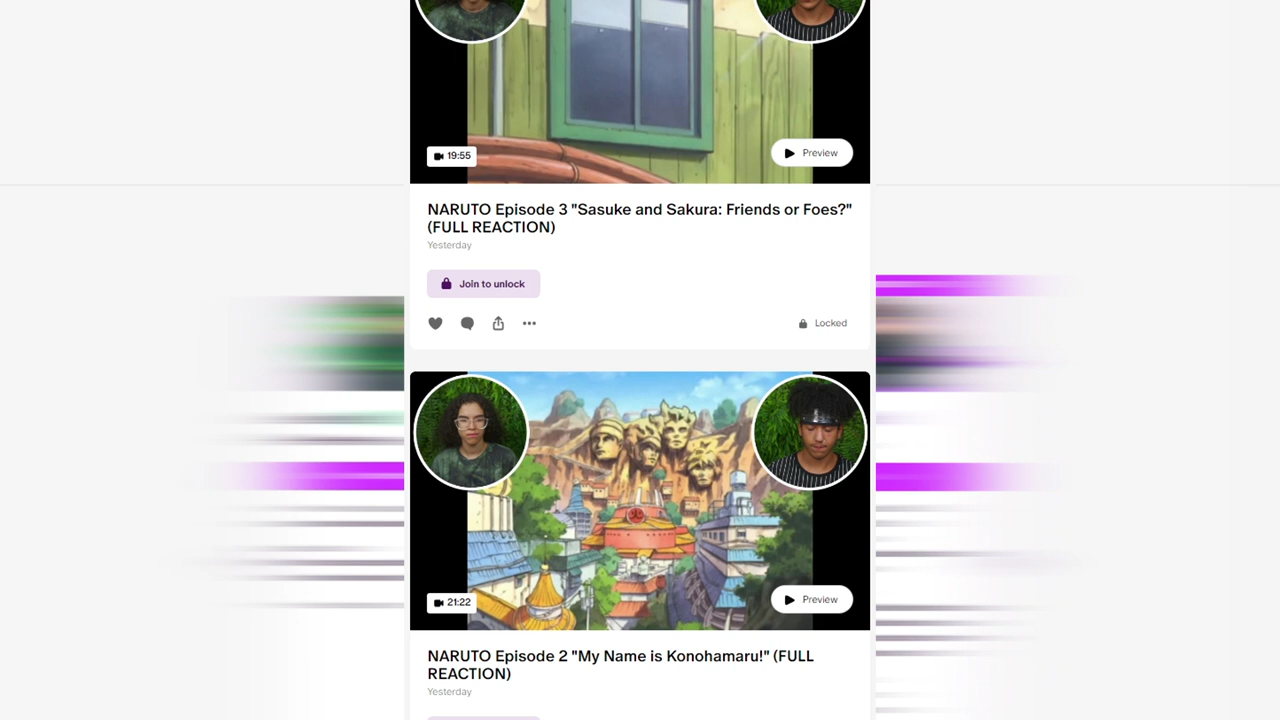 19:55
Preview
NARUTO Episode 3 "Sasuke and Sakura: Friends or Foes?"
(FULL REACTION)
Yesterday
Join to unlock
Locked
21:22
Preview
NARUTO Episode 2 "My Name is Konohamaru!" (FULL
REACTION)
Yesterday